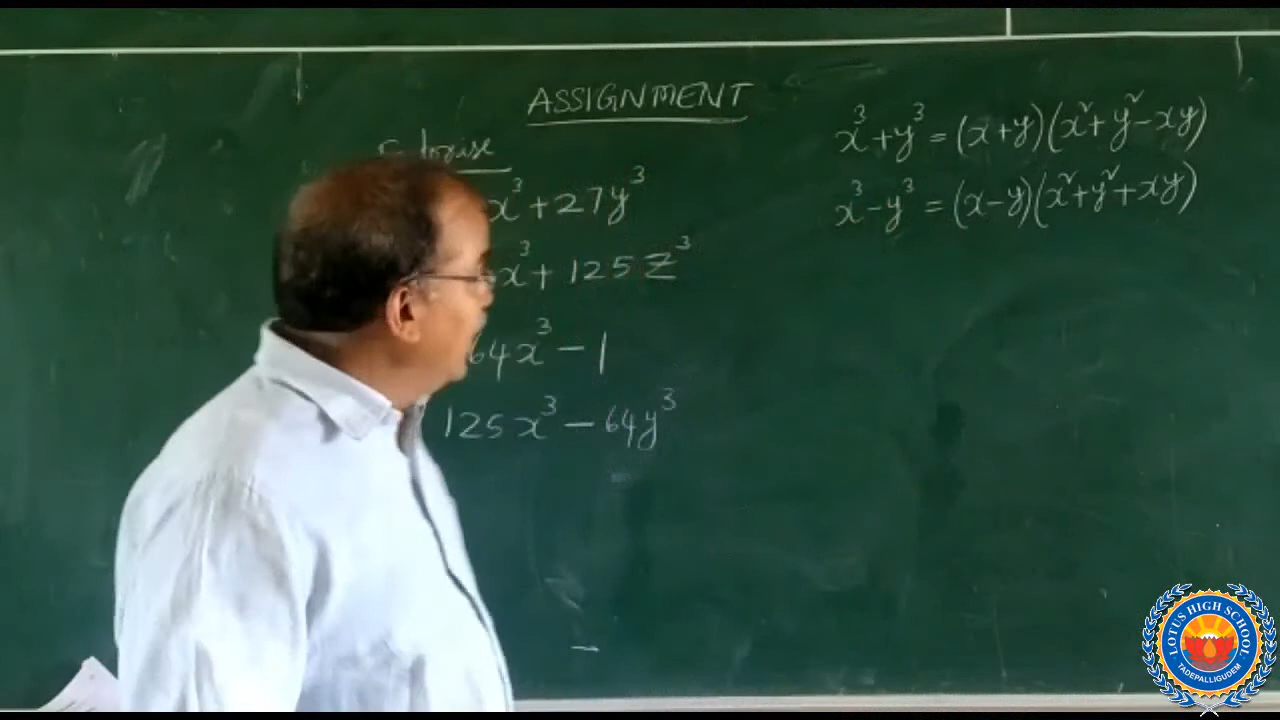 ASSIGNMENT
x³+27y³
x³+125Z³
64x³-1
125x³-64y³
x³+y³=(x+y)(x²+y²-xy)
x³-y³=(x-y)(x²+y²+xy)
LOTUS HIGH SCHOOL
TADEPALLIGUDEM